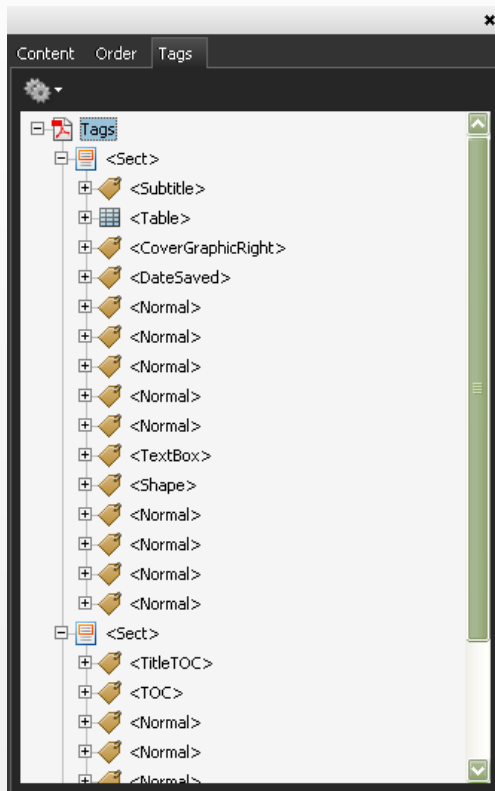 Content Order Tags
Tags
<Sect>
<Subtitle>
<Table>
<CoverGraphicRight>
<DateSaved>
<Normal>
<Normal>
<Normal>
<Normal>
<Normal>
<TextBox>
<Shape>
<Normal>
<Normal>
<Normal>
<Normal>
<Sect>
<TitleTOC>
<TOC>
<Normal>
<Normal>
<Normal>